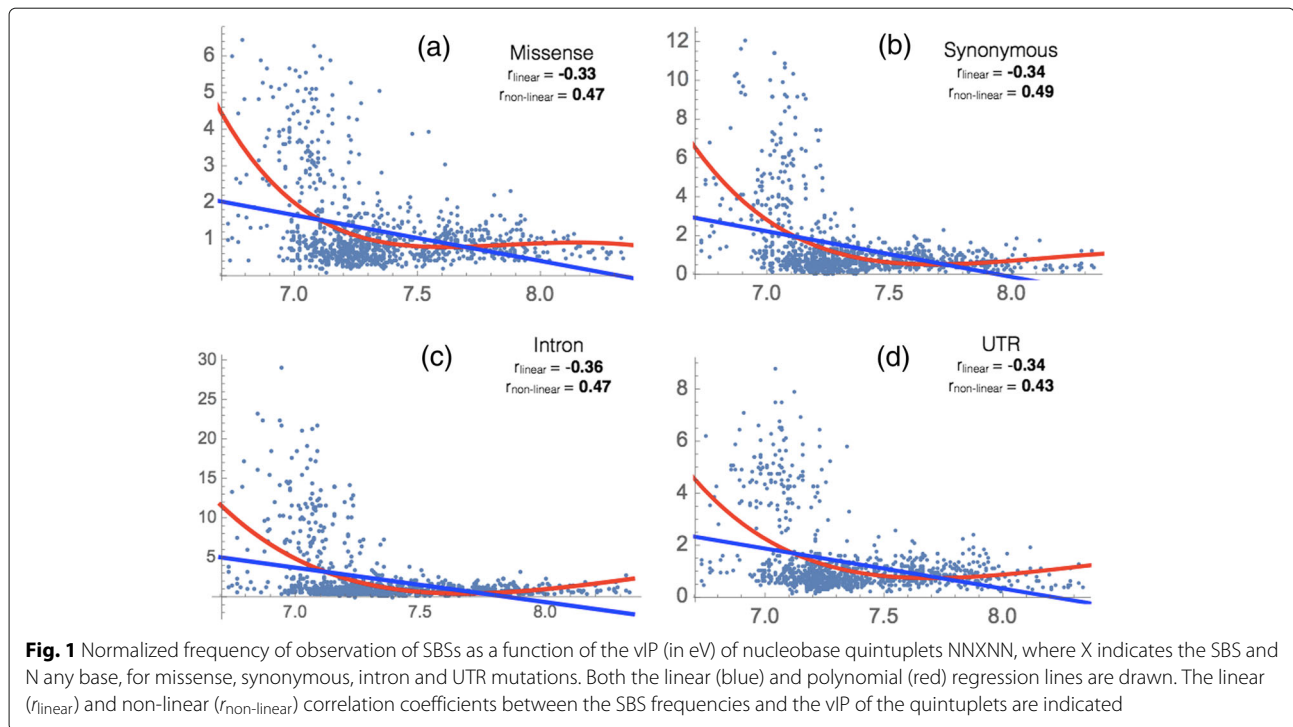 (a)
Missense
rlinear = -0.33
rnon-linear = 0.47
6
5
4
3
2
1
7.0 7.5 8.0
(b)
Synonymous
rlinear = -0.34
rnon-linear = 0.49
12
10
8
6
4
2
0
7.0 7.5 8.0
(c)
Intron
rlinear = -0.36
rnon-linear = 0.47
30
25
20
15
10
5
7.0 7.5 8.0
(d)
UTR
rlinear = -0.34
rnon-linear = 0.43
8
6
4
2
0
7.0 7.5 8.0
Fig. 1 Normalized frequency of observation of SBSs as a function of the vIP (in eV) of nucleobase quintuplets NNXNN, where X indicates the SBS and
N any base, for missense, synonymous, intron and UTR mutations. Both the linear (blue) and polynomial (red) regression lines are drawn. The linear
(rlinear) and non-linear (rnon-linear) correlation coefficients between the SBS frequencies and the vIP of the quintuplets are indicated